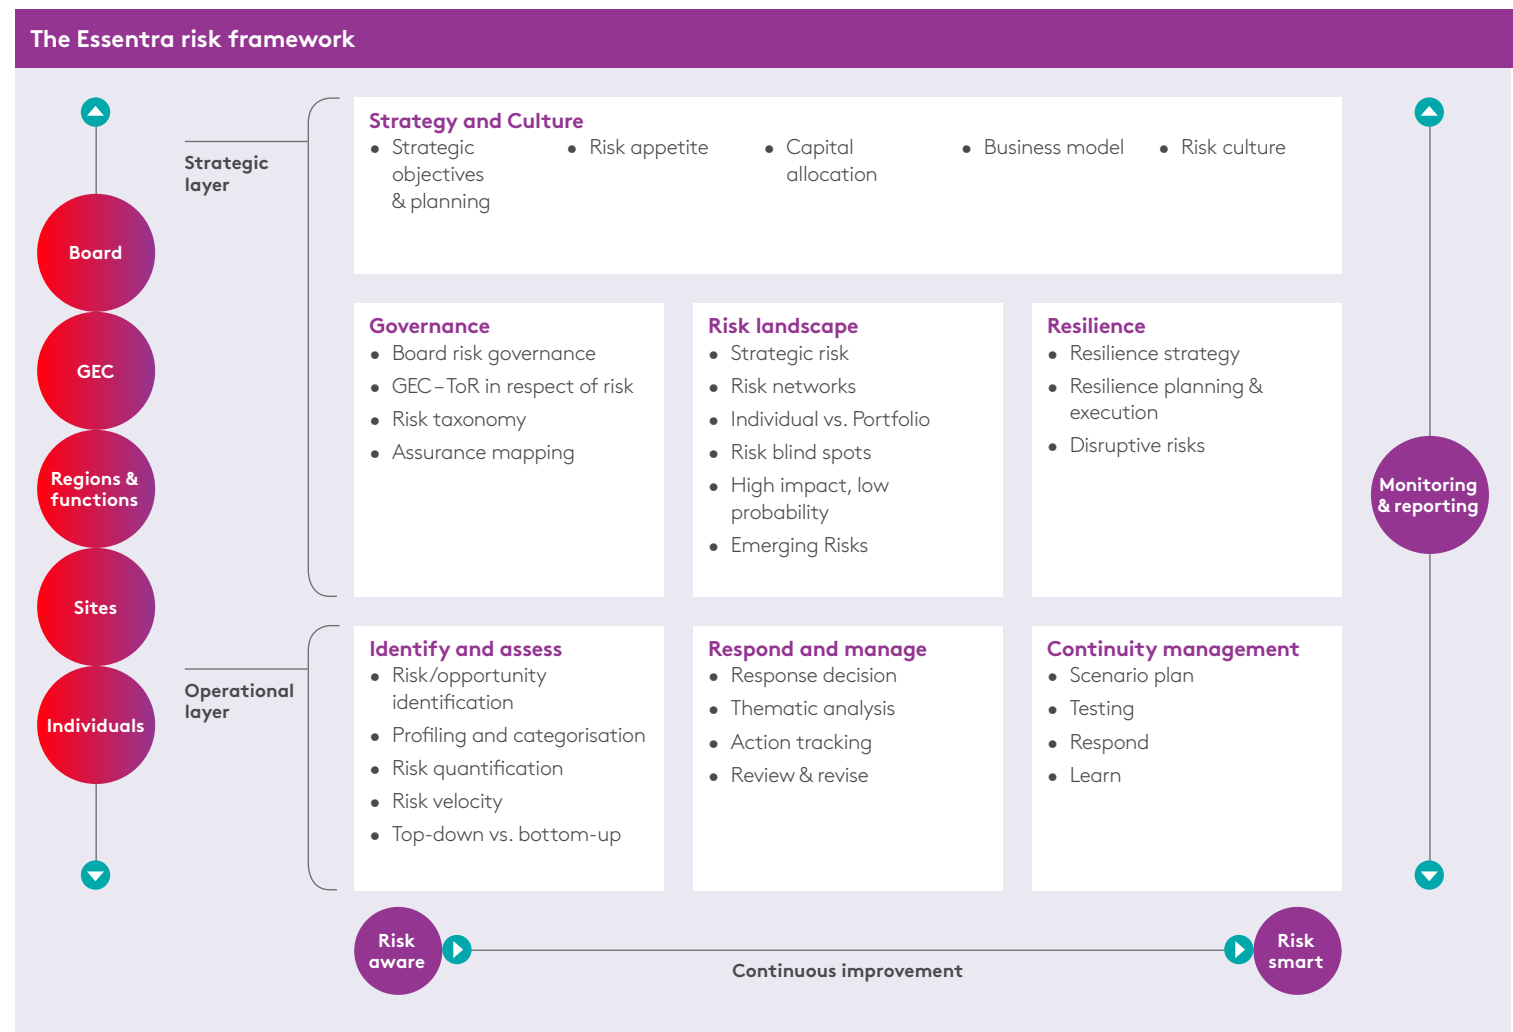 The Essentra risk framework
Board
GEC
Regions &
functions
Sites
Individuals
Strategic
layer
Operational
layer
Strategy and Culture
• Strategic
objectives
& planning
• Risk appetite
• Capital
allocation
• Business model
• Risk culture
Governance
• Board risk governance
• GEC – ToR in respect of risk
• Risk taxonomy
• Assurance mapping
Risk landscape
• Strategic risk
• Risk networks
• Individual vs. Portfolio
• Risk blind spots
• High impact, low
probability
• Emerging Risks
Resilience
• Resilience strategy
• Resilience planning &
execution
• Disruptive risks
Identify and assess
• Risk/opportunity
identification
• Profiling and categorisation
• Risk quantification
• Risk velocity
• Top-down vs. bottom-up
Respond and manage
• Response decision
• Thematic analysis
• Action tracking
• Review & revise
Continuity management
• Scenario plan
• Testing
• Respond
• Learn
Monitoring
& reporting
Risk
aware
Continuous improvement
Risk
smart